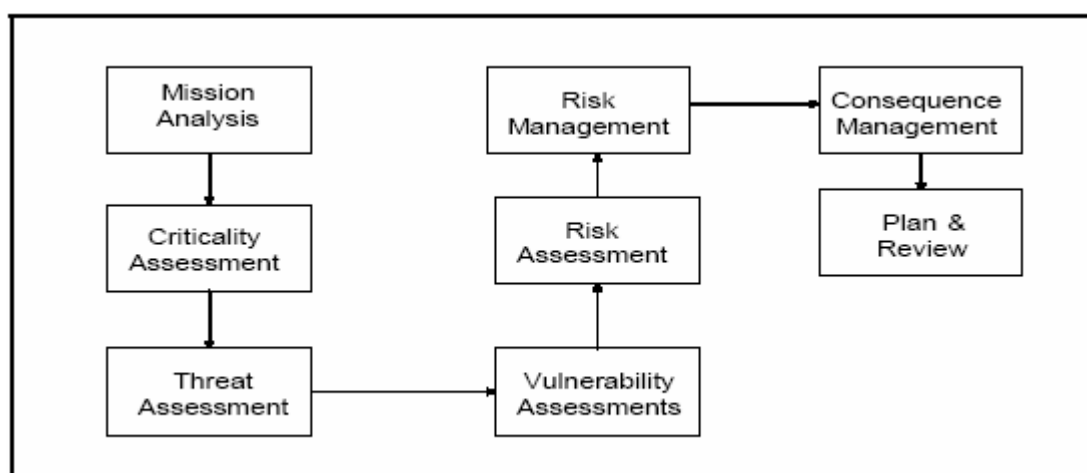 Mission
Analysis
Criticality
Assessment
Threat
Assessment
Vulnerability
Assessments
Risk
Assessment
Risk
Management
Consequence
Management
Plan &
Review